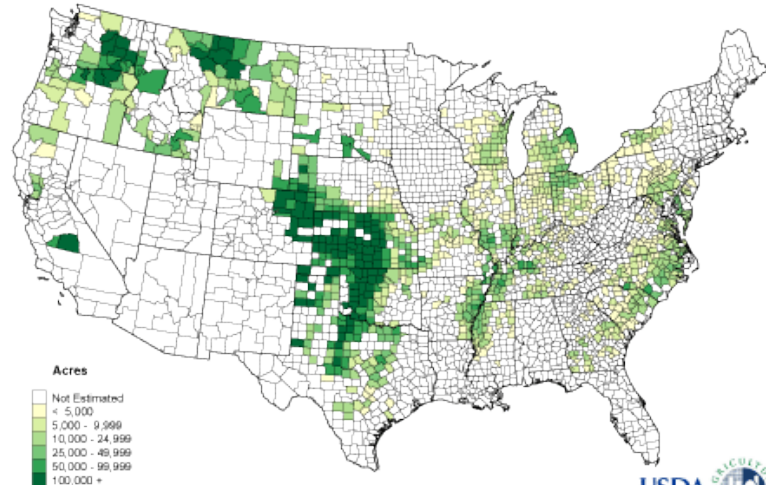 Acres
Not Estimated
< 5,000
5,000 - 9,999
10,000 - 24,999
25,000 - 49,999
50,000 - 99,999
100,000 +
USDA
RICULTU